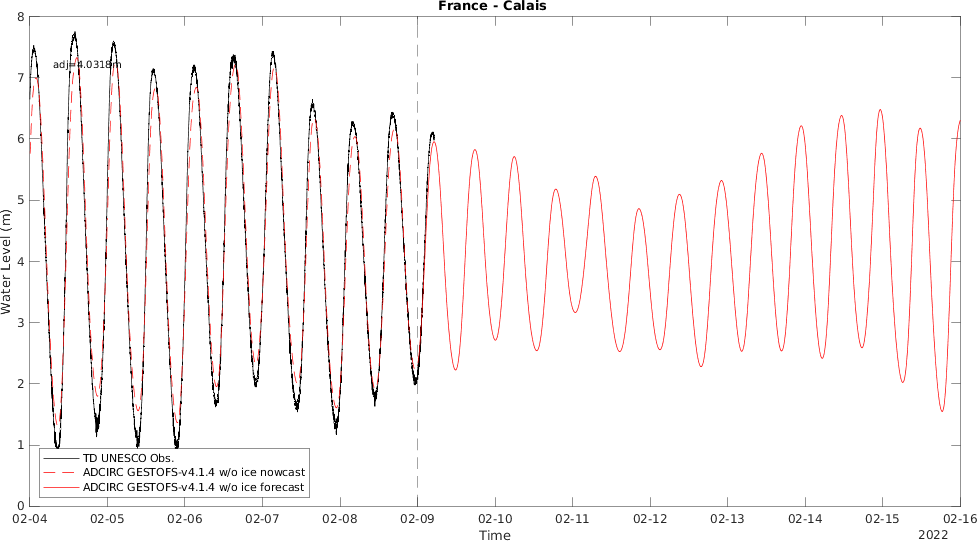 France - Calais
8
adj=4.0318m
7
6
5
4
3
2
1
0
Water Level (m)
TD UNESCO Obs.
ADCIRC GESTOFS-v4.1.4 w/o ice nowcast
ADCIRC GESTOFS-v4.1.4 w/o ice forecast
02-04 02-05 02-06 02-07 02-08 02-09 02-10 02-11 02-12 02-13 02-14 02-15 02-16
Time
2022